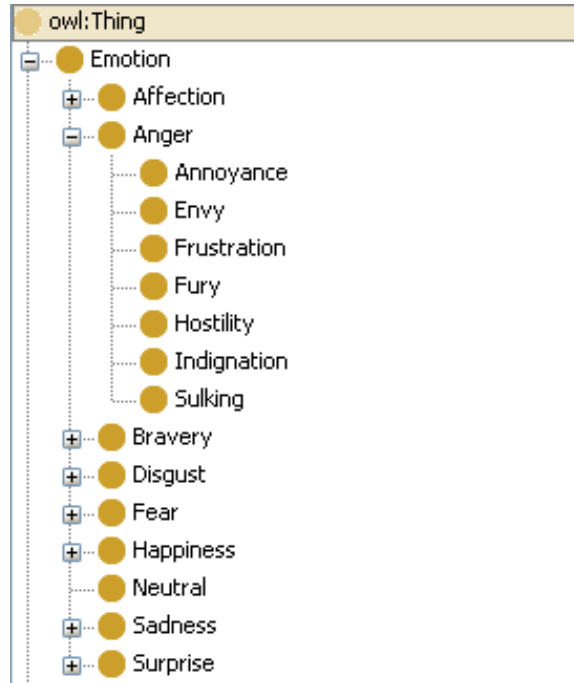 owl:Thing
Emotion
Affection
Anger
Annoyance
Envy
Frustration
Fury
Hostility
Indignation
Sulking
Bravery
Disgust
Fear
Happiness
Neutral
Sadness
Surprise